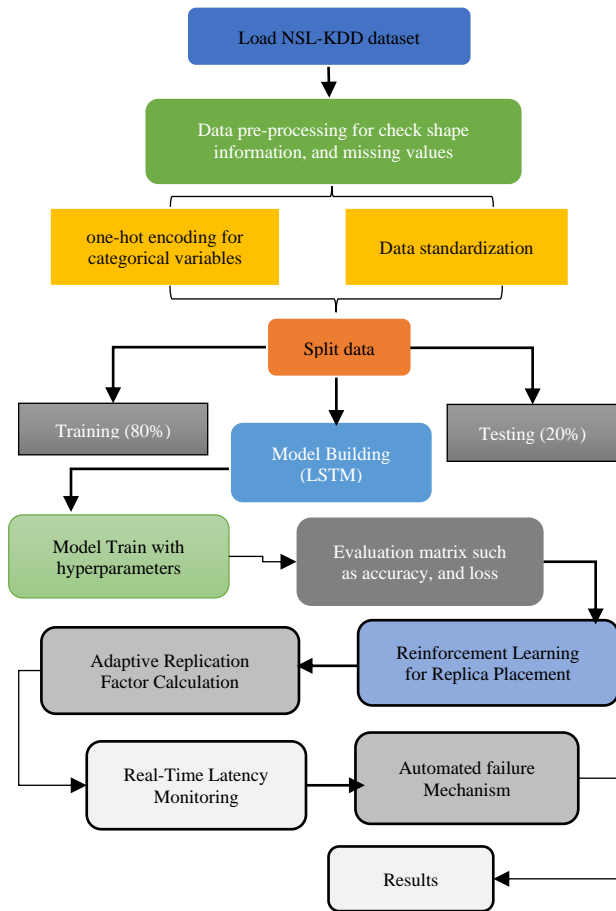 Load NSL-KDD dataset
Data pre-processing for check shape
information, and missing values
one-hot encoding for
categorical variables
Data standardization
Split data
Training (80%)
Testing (20%)
Model Building
(LSTM)
Model Train with
hyperparameters
Evaluation matrix such
as accuracy, and loss
Adaptive Replication
Factor Calculation
Reinforcement Learning
for Replica Placement
Real-Time Latency
Monitoring
Automated failure
Mechanism
Results